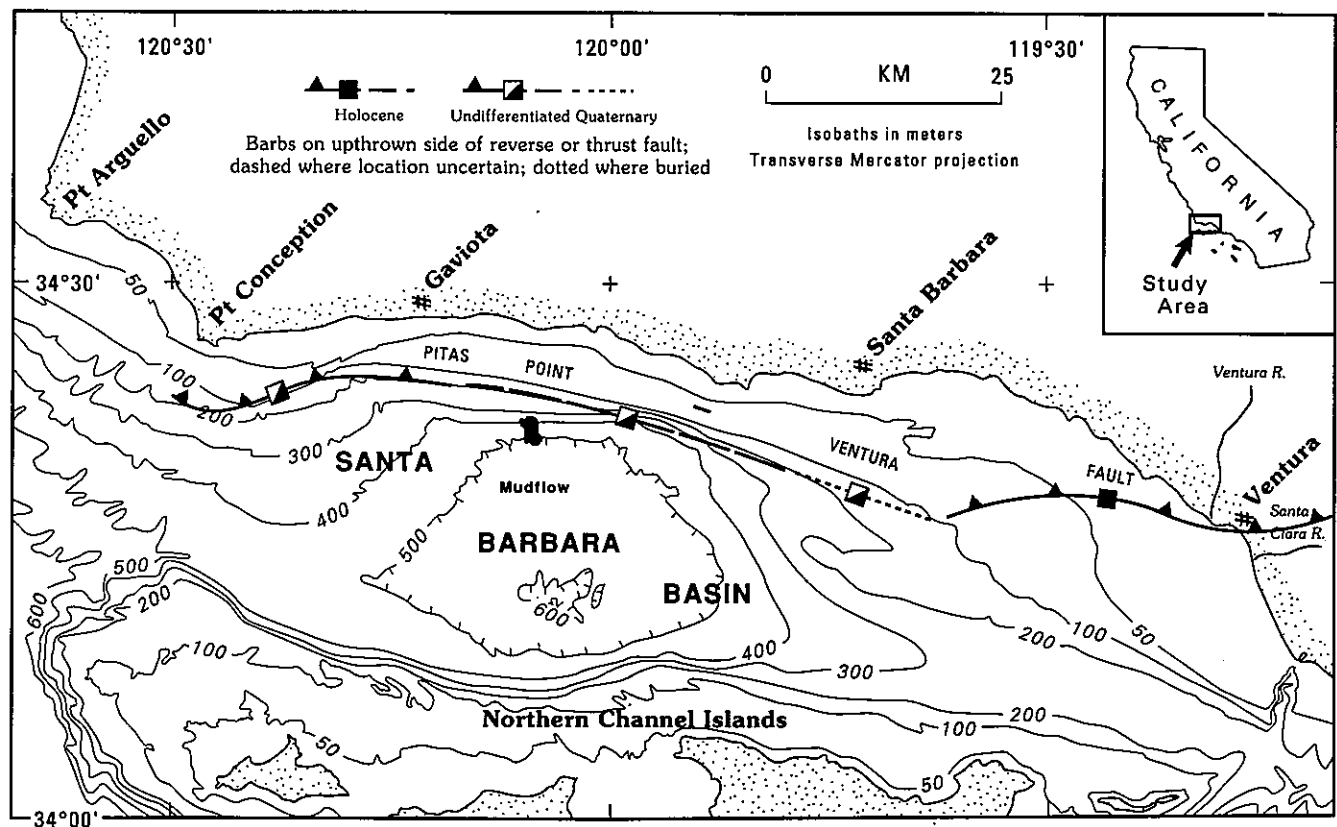 120°30'
120°00'
119°30'
0 KM 25
Holocene
Undifferentiated Quaternary
Barbs on upthrown side of reverse or thrust fault;
dashed where location uncertain; dotted where buried
Isobaths in meters
Transverse Mercator projection
CALIFORNIA
Study
Area
Pt Arguello
Pt Conception
Gaviota
Santa Barbara
34°30'
50
100
200
300
400
PITAS
POINT
VENTURA
FAULT
Ventura R.
Ventura
Santa
Clara R.
SANTA
Mudflow
BARBARA
BASIN
500
600
500
200
600
100
50
400
300
200
100
50
Northern Channel Islands
200
100
50
34°00'